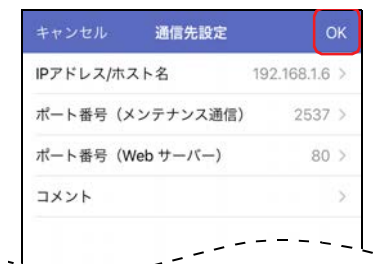 キャンセル 通信先設定 OK
IPアドレス/ホスト名 192.168.1.6 >
ポート番号（メンテナンス通信） 2537 >
ポート番号（Web サーバー） 80 >
コメント >